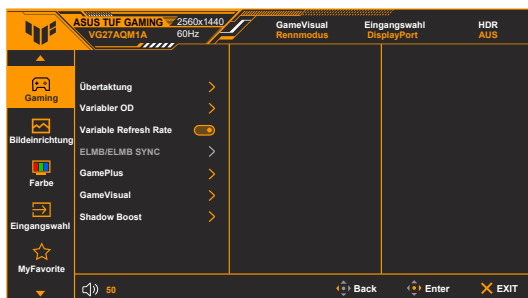 ASUS TUF GAMING 2560x1440
VG27AQM1A 60Hz
GameVisual
Rennmodus
Eingangswahl
DisplayPort
HDR
AUS
Gaming
Bildeinrichtung
Farbe
Eingangswahl
MyFavorite
Übertaktung
Variabler OD
Variable Refresh Rate
ELMB/ELMB SYNC
GamePlus
GameVisual
Shadow Boost
50
Back
Enter
EXIT